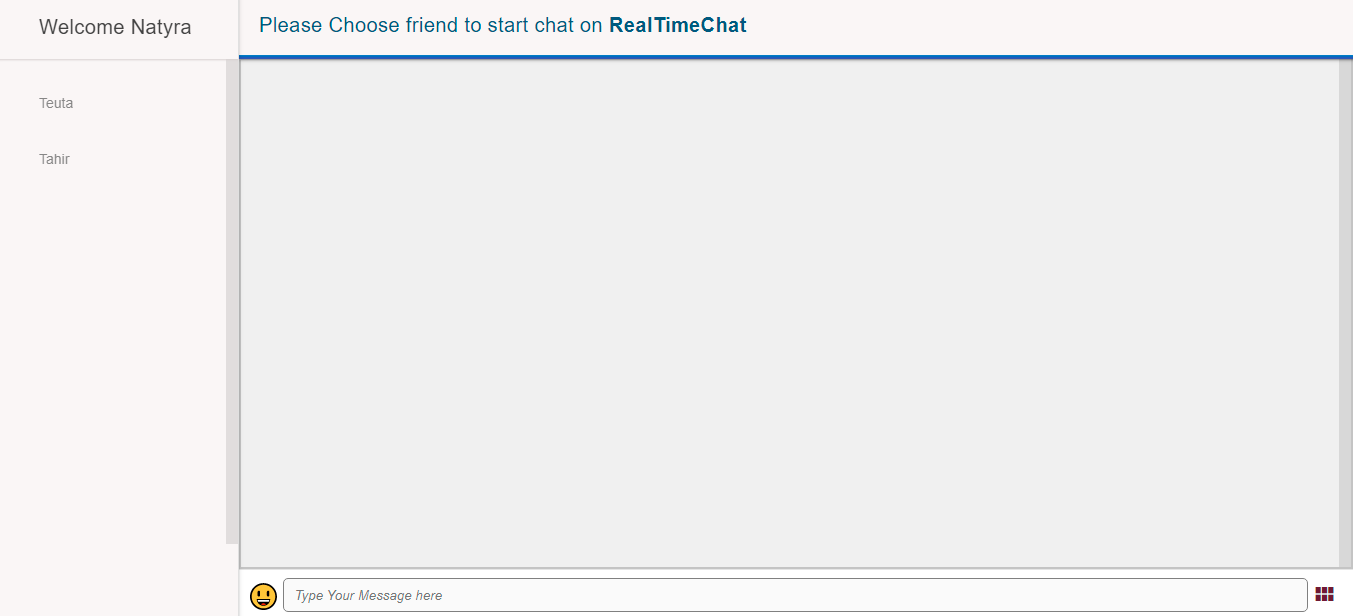 Welcome Natyra
Please Choose friend to start chat on RealTimeChat
Teuta
Tahir
Type Your Message here